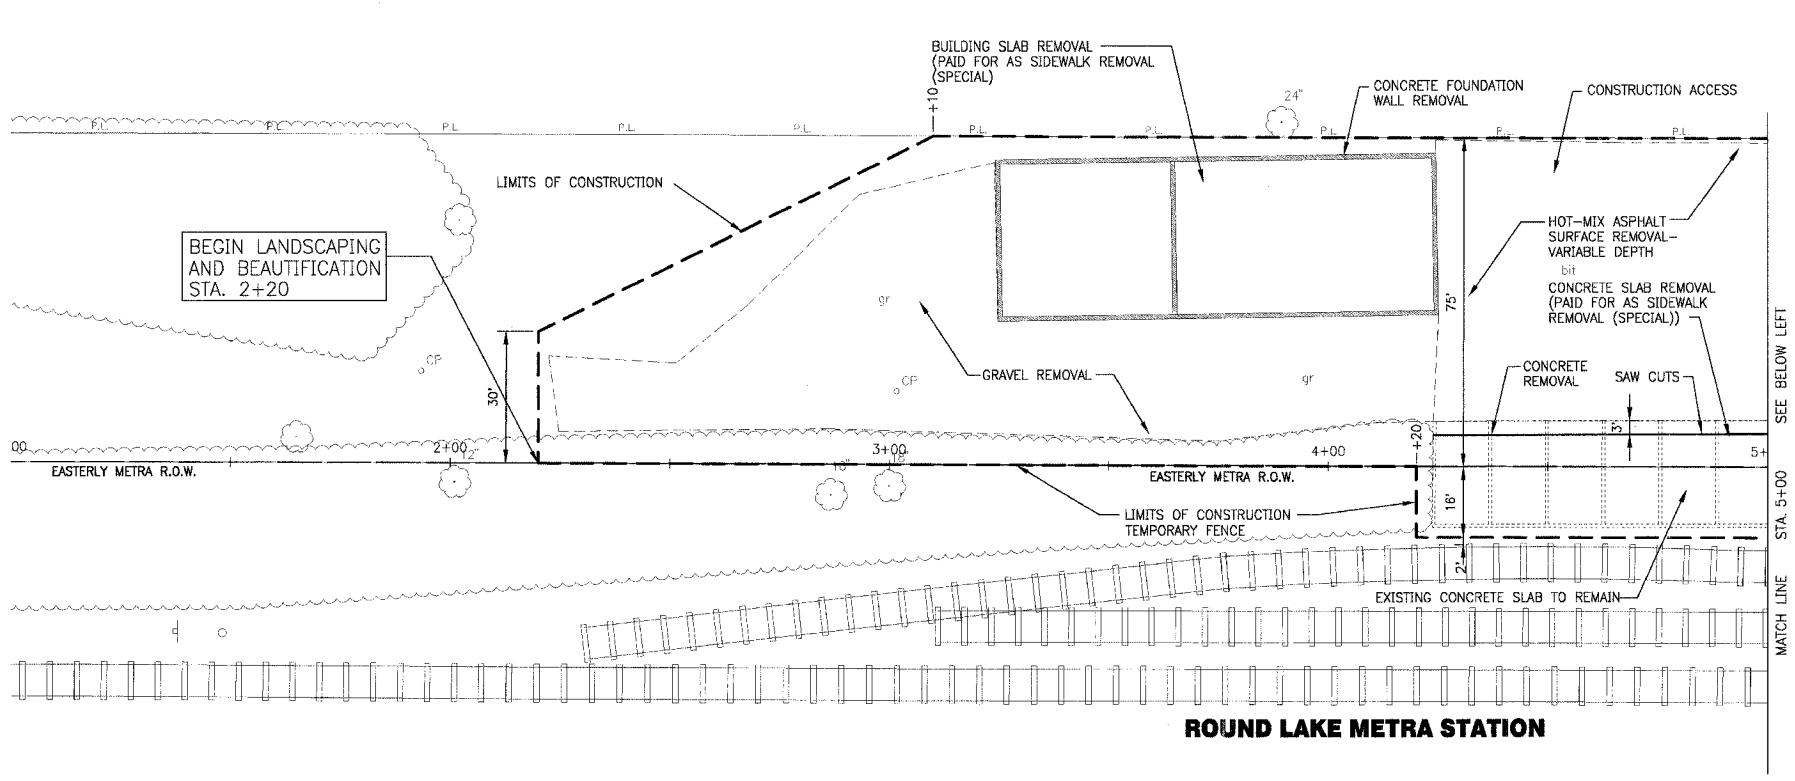 BUILDING SLAB REMOVAL
(PAID FOR AS SIDEWALK REMOVAL
(SPECIAL)
+10
24"
CONCRETE FOUNDATION
WALL REMOVAL
CONSTRUCTION ACCESS
P.L. P.L. P.L. P.L. P.L. P.L. P.L. P.L. P.L. P.L.
LIMITS OF CONSTRUCTION
BEGIN LANDSCAPING
AND BEAUTIFICATION
STA. 2+20
HOT-MIX ASPHALT
SURFACE REMOVAL-
VARIABLE DEPTH
bit
CONCRETE SLAB REMOVAL
(PAID FOR AS SIDEWALK
REMOVAL (SPECIAL))
gr
75'
CP
30'
CP
GRAVEL REMOVAL
gr
CONCRETE
REMOVAL
SAW CUTS
3'
+20
00
2+00
12"
3+00
18"
4+00
5+
EASTERLY METRA R.O.W.
EASTERLY METRA R.O.W.
16'
LIMITS OF CONSTRUCTION
TEMPORARY FENCE
2'
EXISTING CONCRETE SLAB TO REMAIN
MATCH LINE STA. 5+00 SEE BELOW LEFT
ROUND LAKE METRA STATION